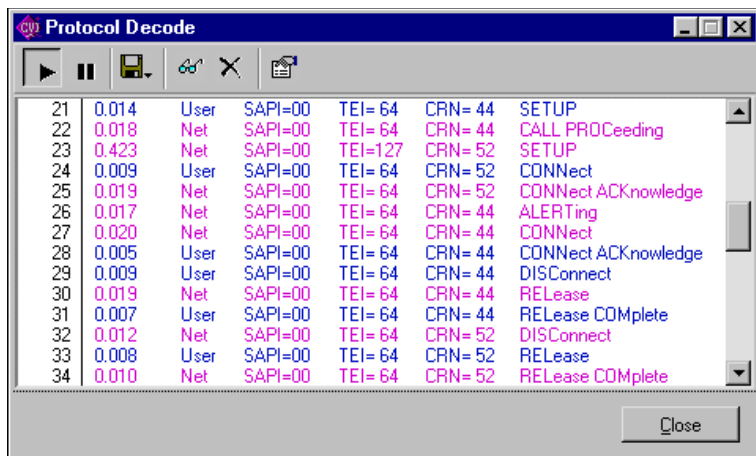 CVI Protocol Decode
21 0.014 User SAPI=00 TEI= 64 CRN= 44 SETUP
22 0.018 Net SAPI=00 TEI= 64 CRN= 44 CALL PROCeeding
23 0.423 Net SAPI=00 TEI=127 CRN= 52 SETUP
24 0.009 User SAPI=00 TEI= 64 CRN= 52 CONNect
25 0.019 Net SAPI=00 TEI= 64 CRN= 52 CONNect ACKnowledge
26 0.017 Net SAPI=00 TEI= 64 CRN= 44 ALERTing
27 0.020 Net SAPI=00 TEI= 64 CRN= 44 CONNect
28 0.005 User SAPI=00 TEI= 64 CRN= 44 CONNect ACKnowledge
29 0.009 User SAPI=00 TEI= 64 CRN= 44 DISConnect
30 0.019 Net SAPI=00 TEI= 64 CRN= 44 RELease
31 0.007 User SAPI=00 TEI= 64 CRN= 44 RELease COMplete
32 0.012 Net SAPI=00 TEI= 64 CRN= 52 DISConnect
33 0.008 User SAPI=00 TEI= 64 CRN= 52 RELease
34 0.010 Net SAPI=00 TEI= 64 CRN= 52 RELease COMplete
Close